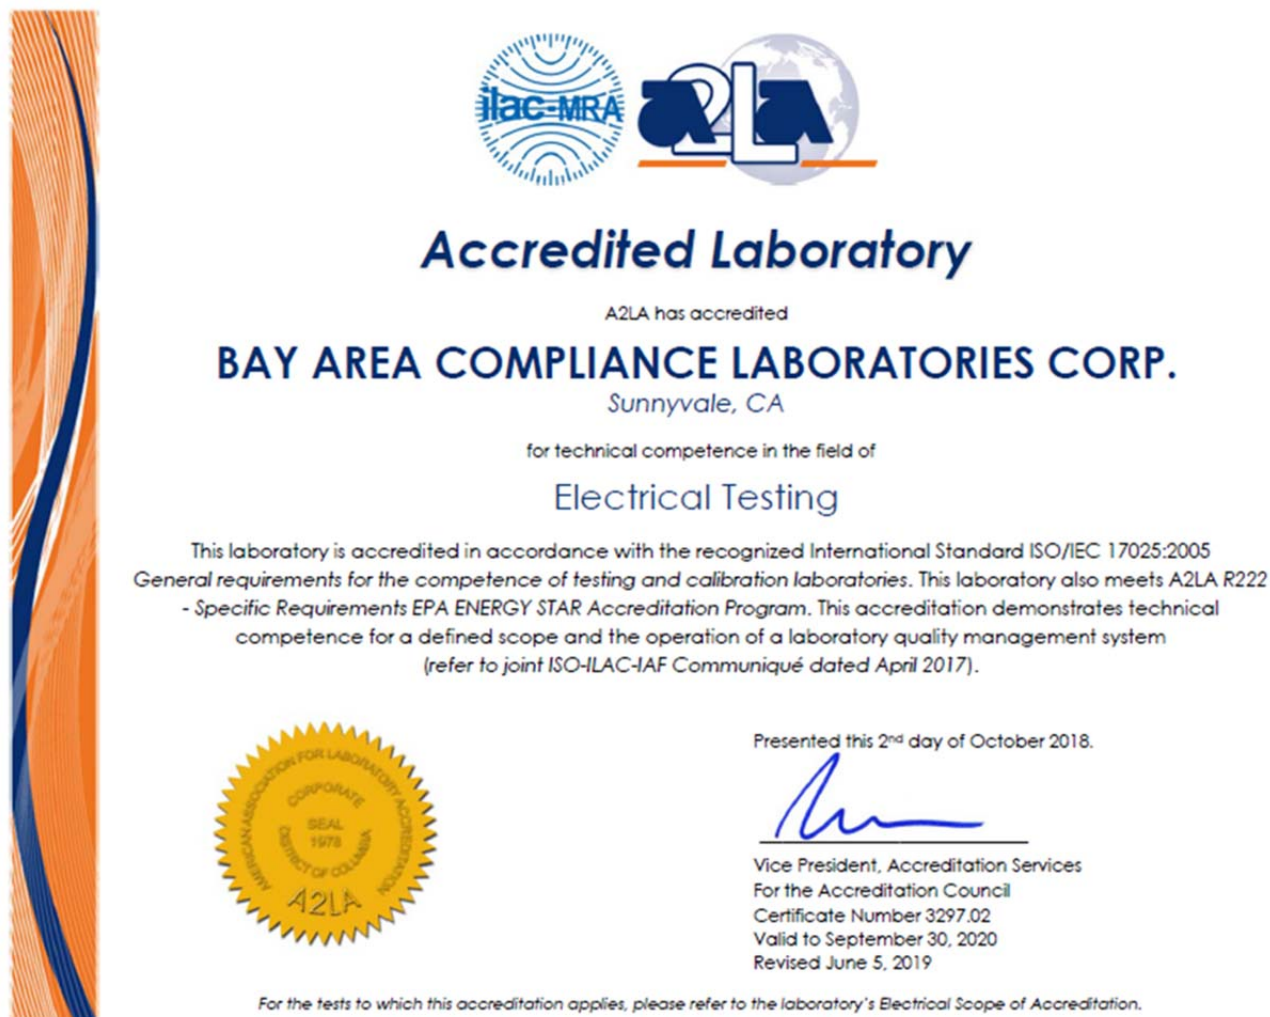 ilac-MRA
A2LA
Accredited Laboratory
A2LA has accredited
BAY AREA COMPLIANCE LABORATORIES CORP.
Sunnyvale, CA
for technical competence in the field of
Electrical Testing
This laboratory is accredited in accordance with the recognized International Standard ISO/IEC 17025:2005
General requirements for the competence of testing and calibration laboratories. This laboratory also meets A2LA R222
- Specific Requirements EPA ENERGY STAR Accreditation Program. This accreditation demonstrates technical
competence for a defined scope and the operation of a laboratory quality management system
(refer to joint ISO-ILAC-IAF Communiqué dated April 2017).
AMERICAN ASSOCIATION FOR LABORATORY ACCREDITATION
CORPORATE
SEAL
1978
DISTRICT OF COLUMBIA
A2LA
Presented this 2nd day of October 2018.
Vice President, Accreditation Services
For the Accreditation Council
Certificate Number 3297.02
Valid to September 30, 2020
Revised June 5, 2019
For the tests to which this accreditation applies, please refer to the laboratory's Electrical Scope of Accreditation.